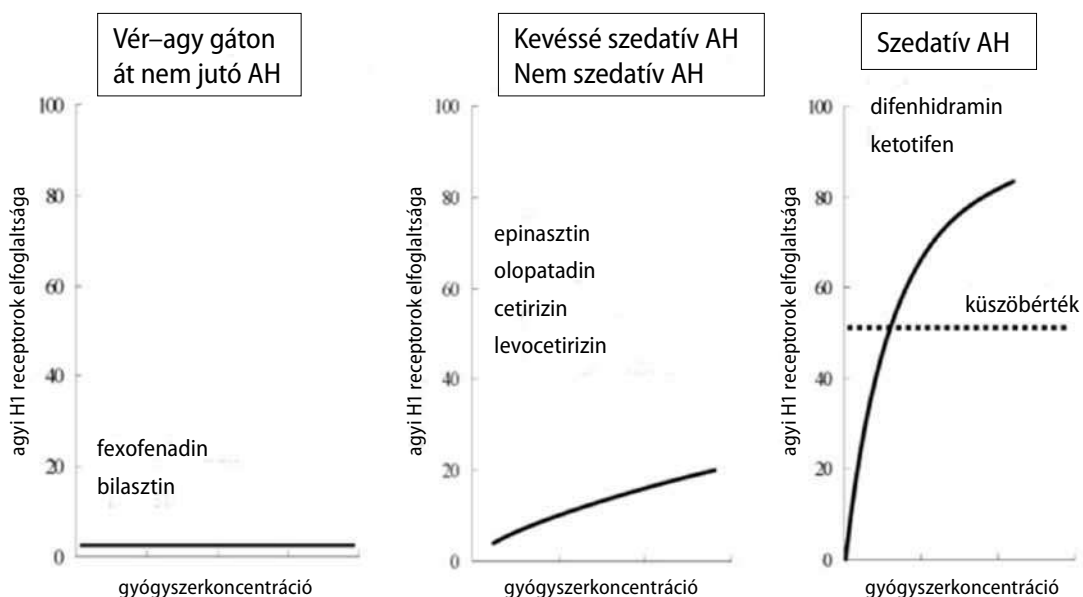 Vér–agy gáton
át nem jutó AH
100
80
60
40
20
0
agyi H1 receptorok elfoglaltsága
fexofenadin
bilasztin
gyógyszerkoncentráció
Kevéssé szedatív AH
Nem szedatív AH
100
80
60
40
20
0
agyi H1 receptorok elfoglaltsága
epinasztin
olopatadin
cetirizin
levocetirizin
gyógyszerkoncentráció
Szedatív AH
100
80
60
40
20
0
agyi H1 receptorok elfoglaltsága
difenhidramin
ketotifen
küszöbérték
gyógyszerkoncentráció